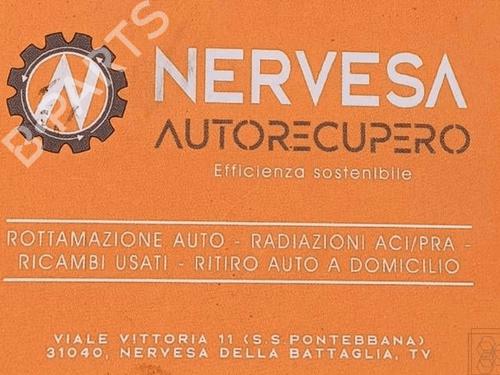 N
NERVESA
AUTORECUPERO
Efficienza sostenibile
ROTTAMAZIONE AUTO - RADIAZIONI ACI/PRA -
RICAMBI USATI - RITIRO AUTO A DOMICILIO
VIALE VITTORIA 11 (S.S.PONTEBBANA)
31040, NERVESA DELLA BATTAGLIA, TV
B-PARTS